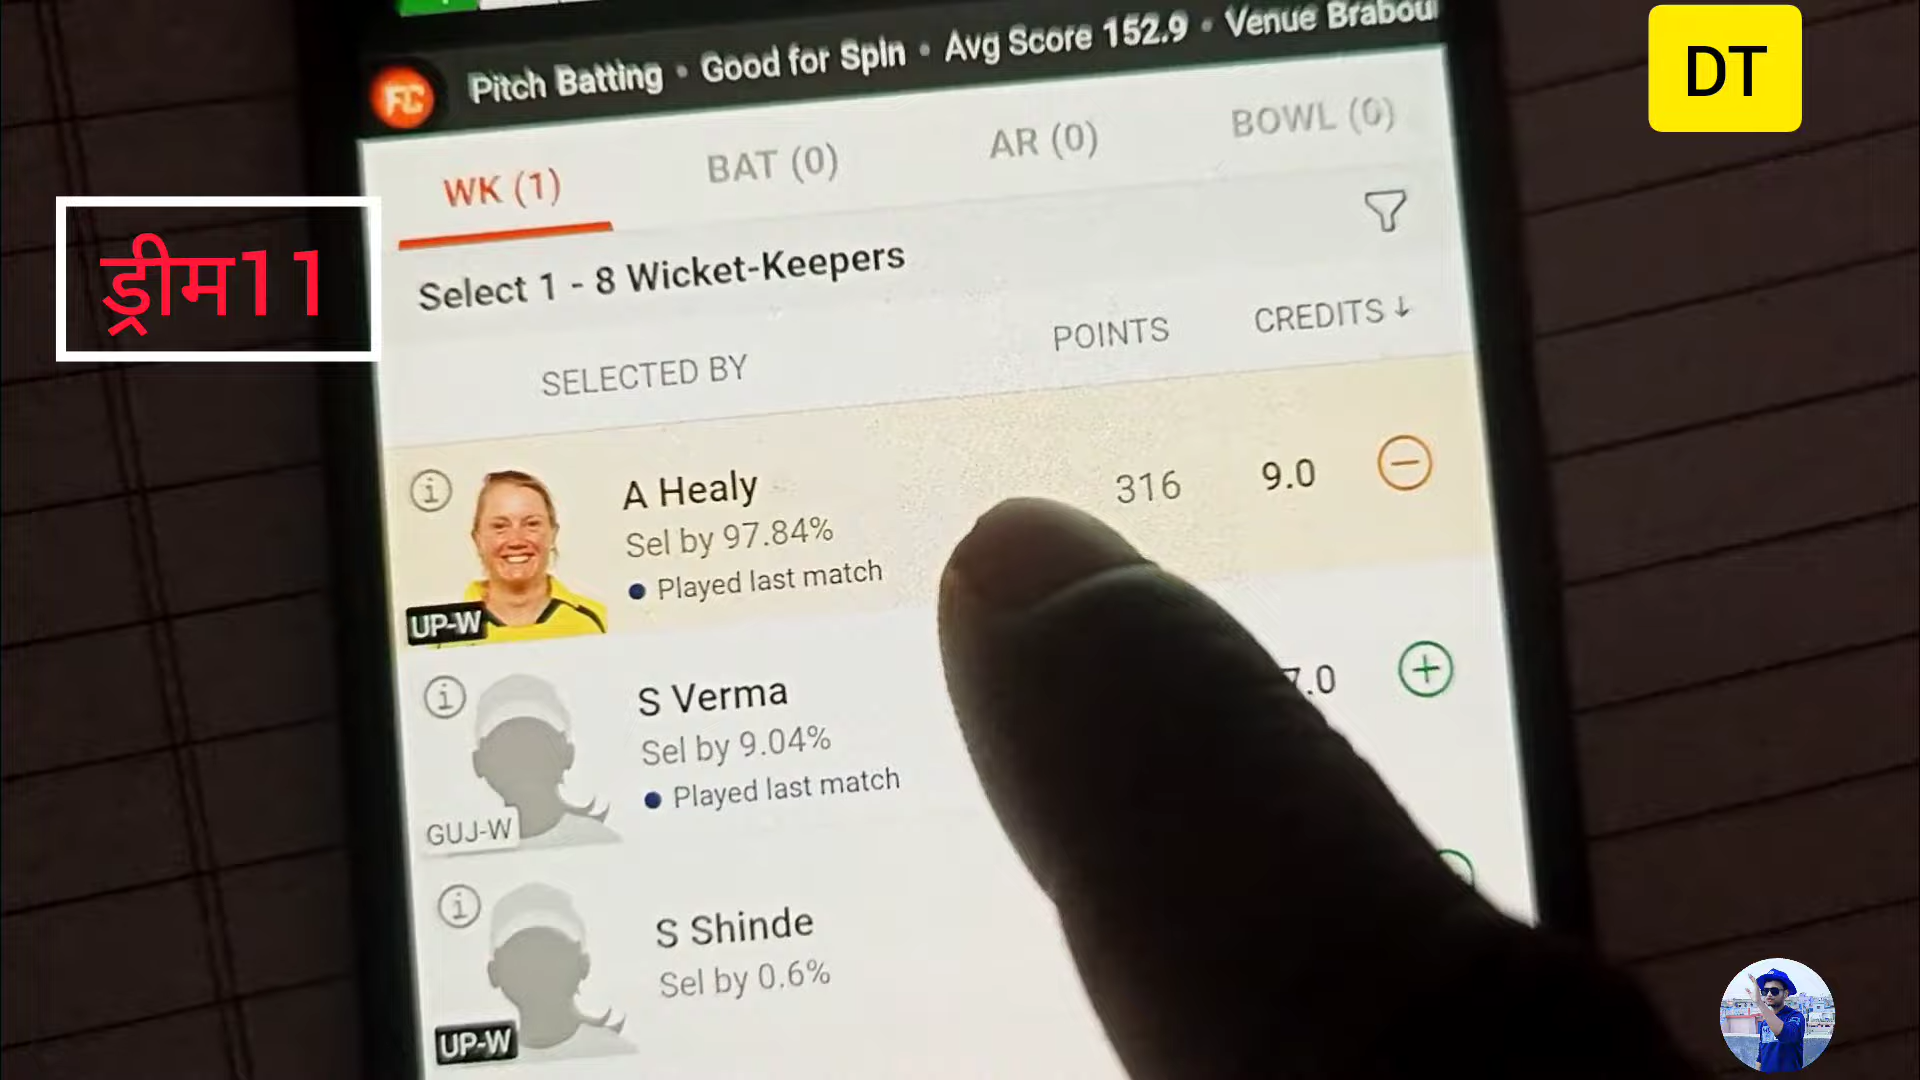 Pitch Batting • Good for Spin • Avg Score 152.9 • Venue Brabou
FC
DT
WK (1)
BAT (0)
AR (0)
BOWL (0)
ड्रीम11
Select 1 - 8 Wicket-Keepers
SELECTED BY
POINTS
CREDITS ↓
A Healy
316
9.0
Sel by 97.84%
Played last match
UP-W
S Verma
7.0
Sel by 9.04%
Played last match
GUJ-W
S Shinde
Sel by 0.6%
UP-W